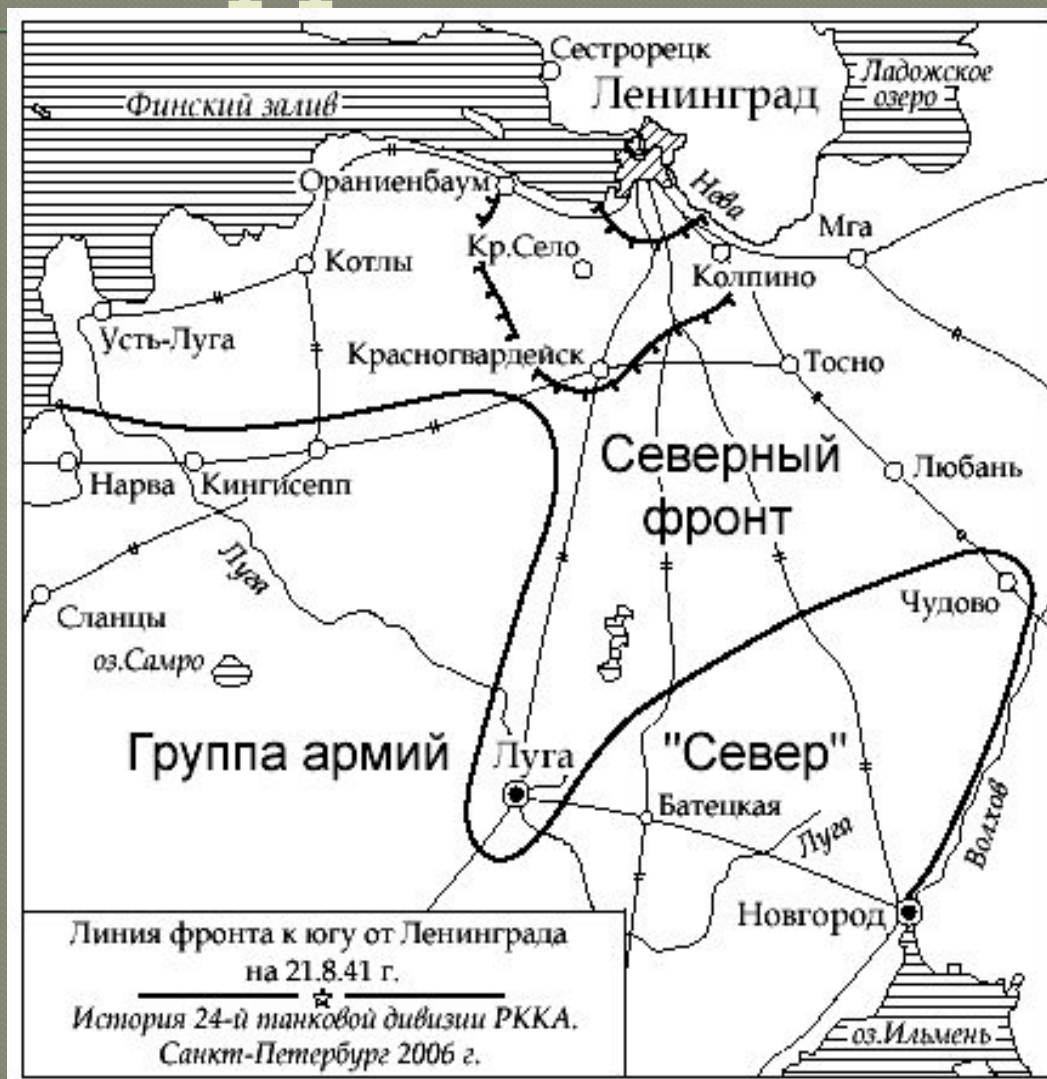 Сестрорецк
Ленинград
Ладожское
озеро
Финский залив
Ораниенбаум
Нева
Мга
Кр.Село
Котлы
Колпино
Усть-Луга
Красногвардейск
Тосно
Северный
фронт
Любань
Нарва
Кингисепп
Луга
Чудово
Сланцы
оз.Самро
Группа армий
Луга
"Север"
Батецкая
Луга
Волхов
Новгород
оз.Ильмень
Линия фронта к югу от Ленинграда
на 21.8.41 г.
История 24-й танковой дивизии РККА.
Санкт-Петербург 2006 г.